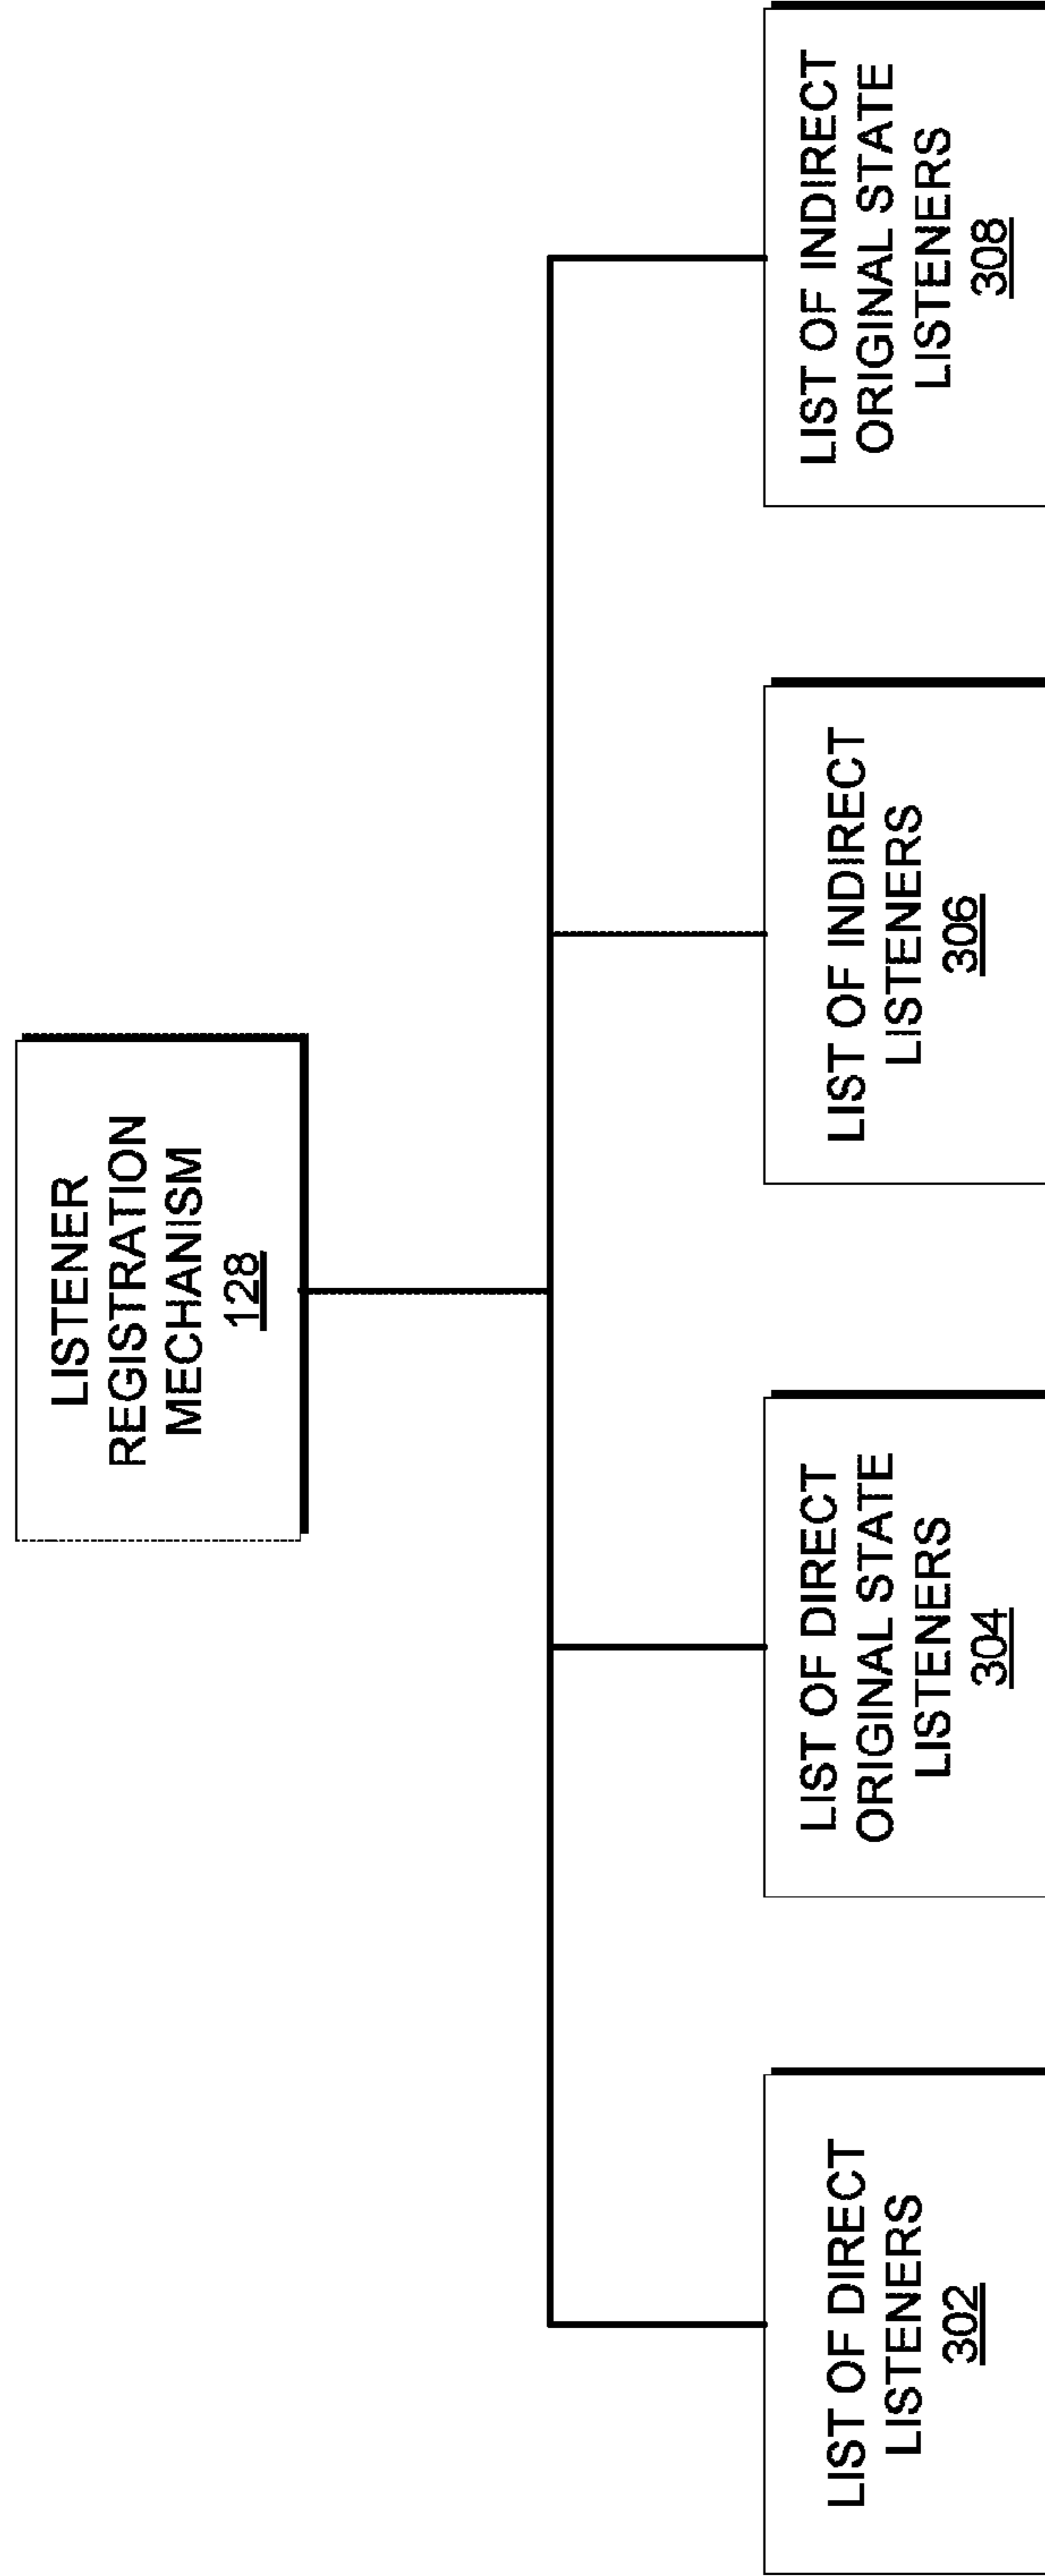 LISTENER
REGISTRATION
MECHANISM
128
LIST OF DIRECT
LISTENERS
302
LIST OF DIRECT
ORIGINAL STATE
LISTENERS
304
LIST OF INDIRECT
LISTENERS
306
LIST OF INDIRECT
ORIGINAL STATE
LISTENERS
308